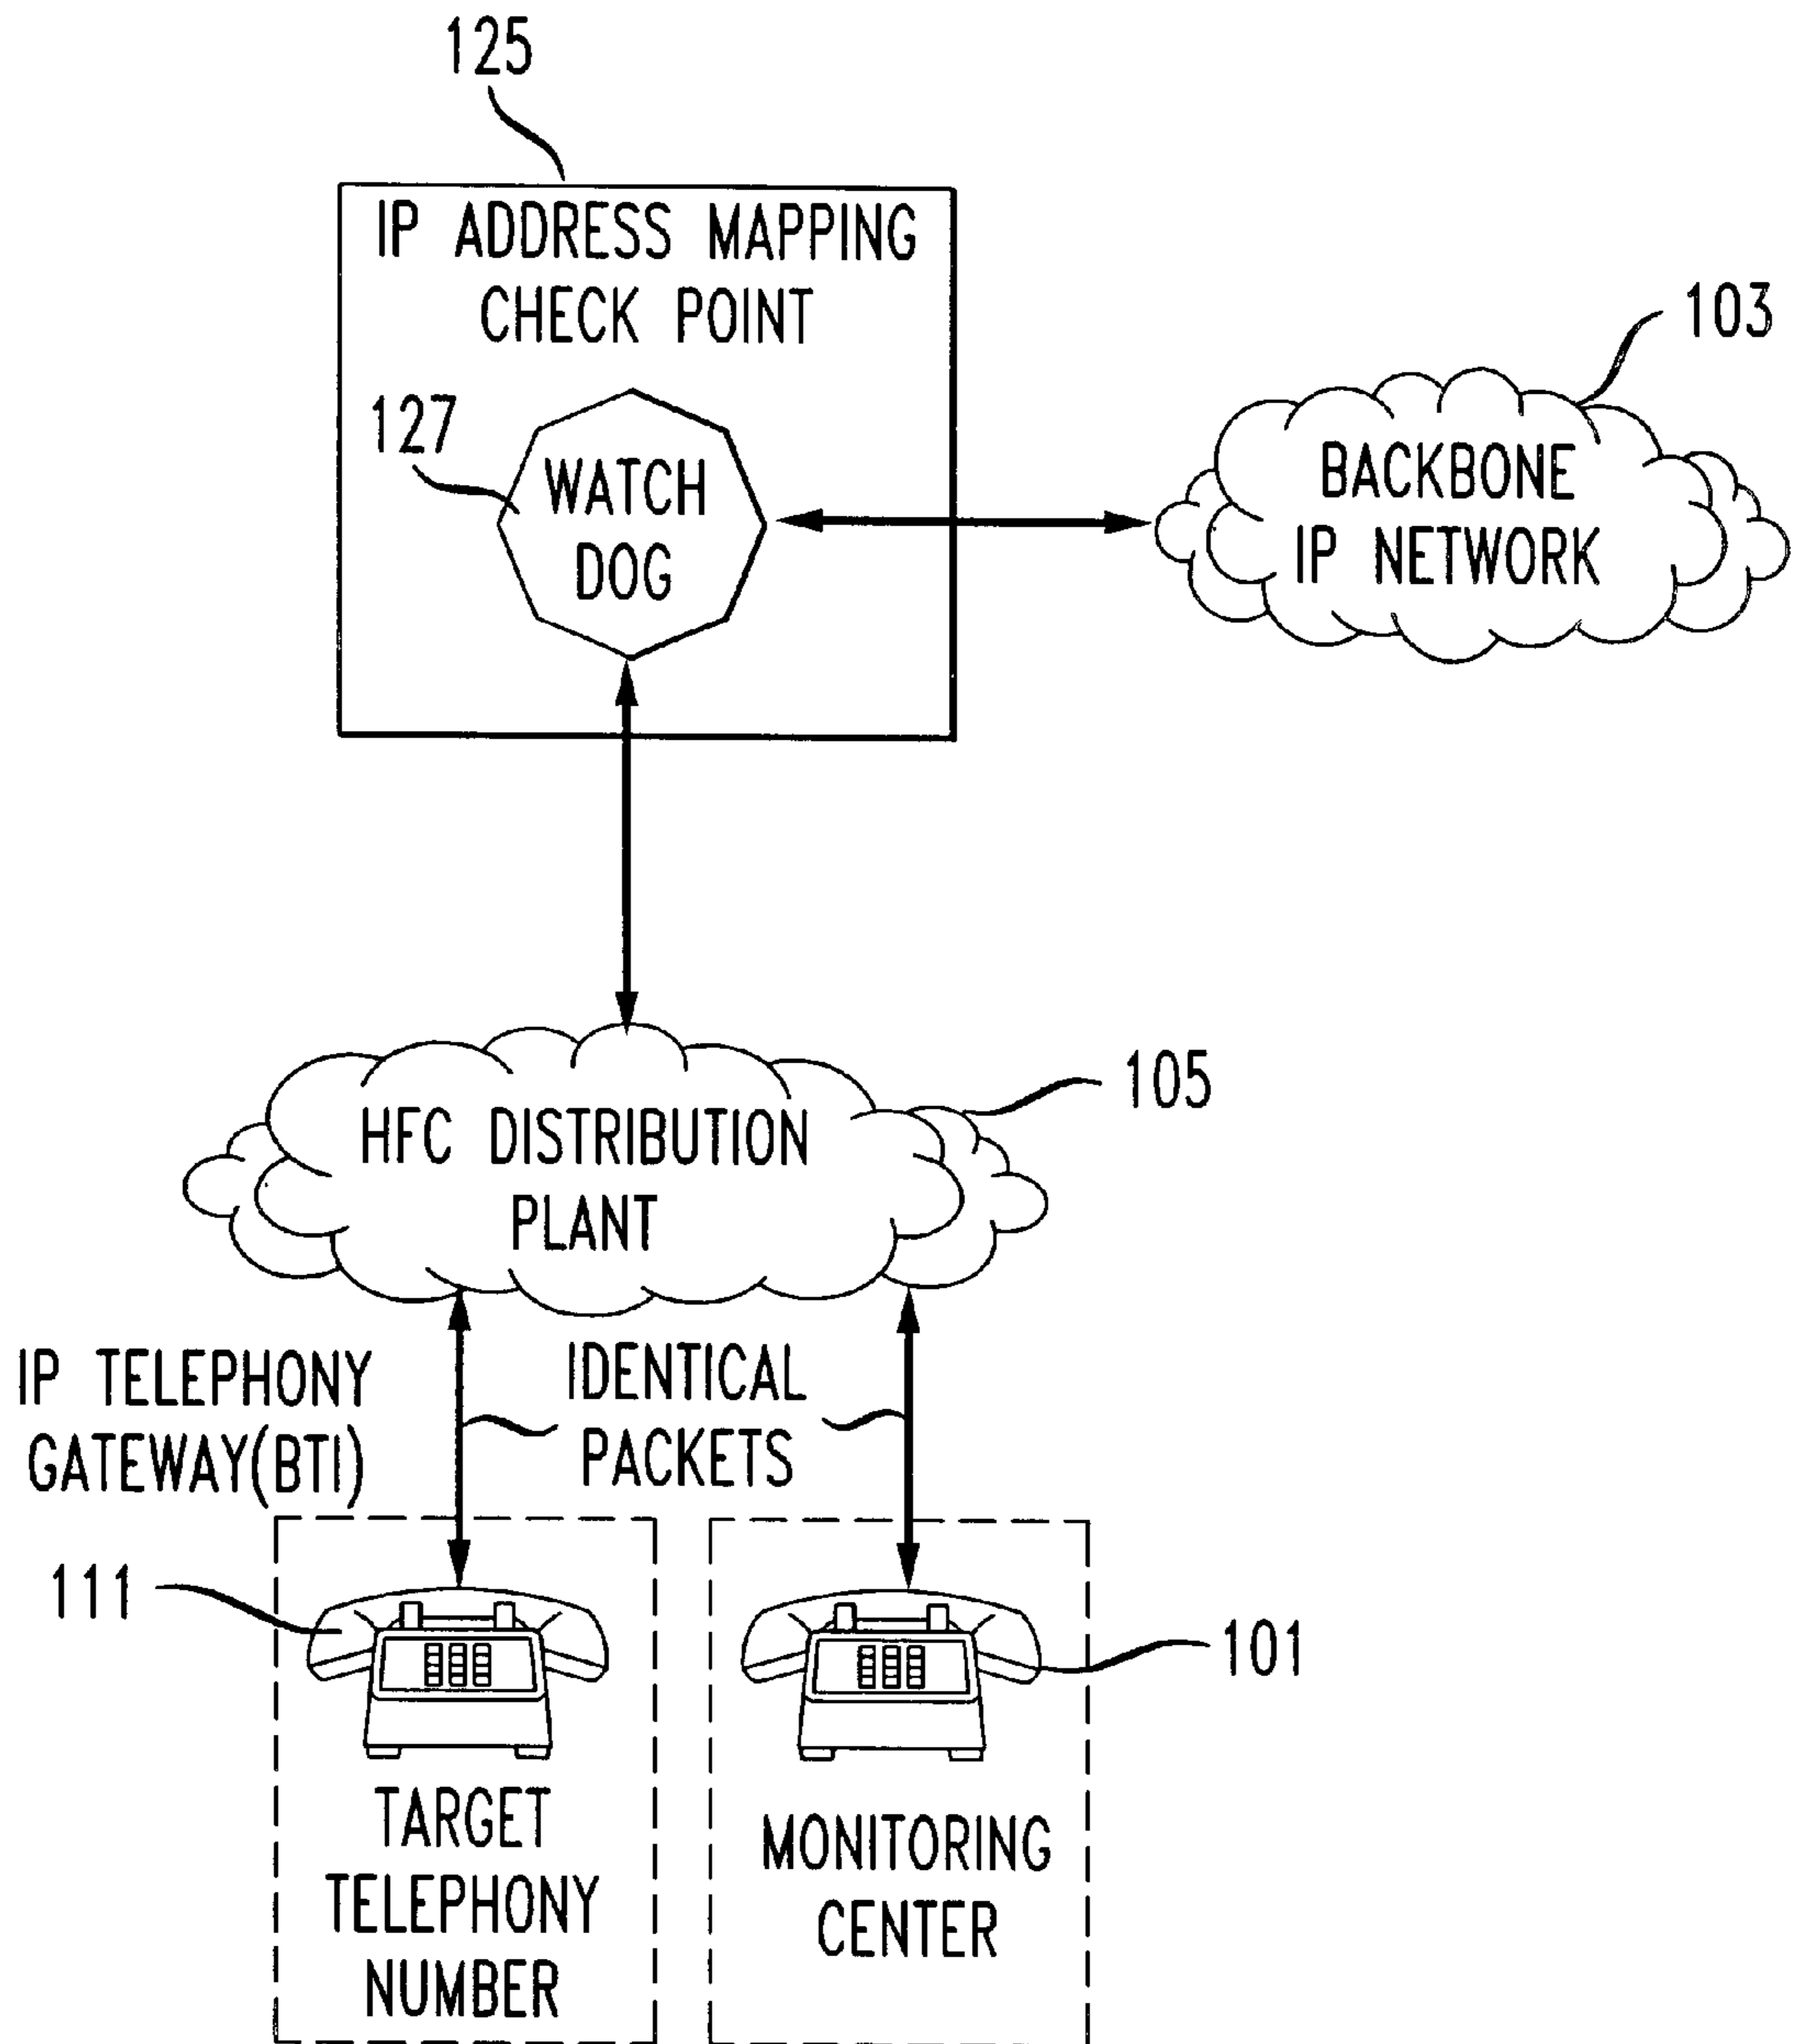 125
IP ADDRESS MAPPING
CHECK POINT
103
127
WATCH
DOG
BACKBONE
IP NETWORK
105
HFC DISTRIBUTION
PLANT
IP TELEPHONY
GATEWAY(BTI)
IDENTICAL
PACKETS
111
101
TARGET
TELEPHONY
NUMBER
MONITORING
CENTER